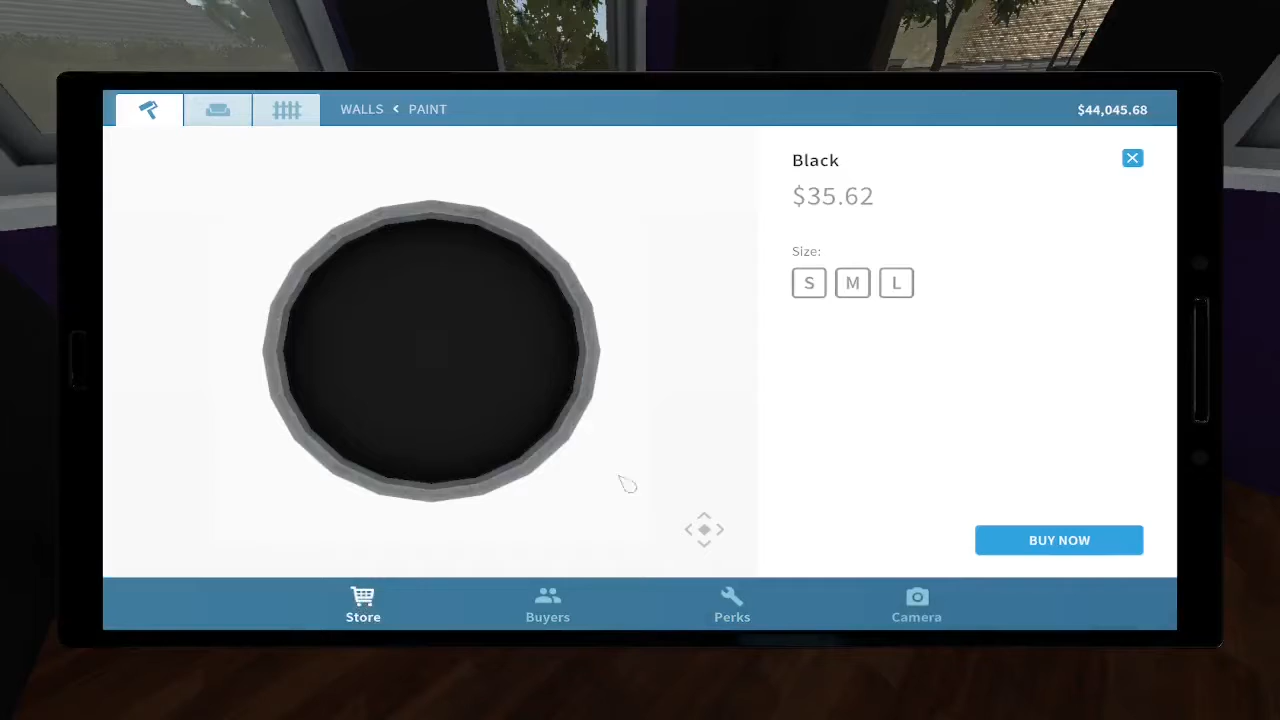 WALLS < PAINT
$44,045.68
Black
$35.62
Size:
S M L
BUY NOW
Store
Buyers
Perks
Camera